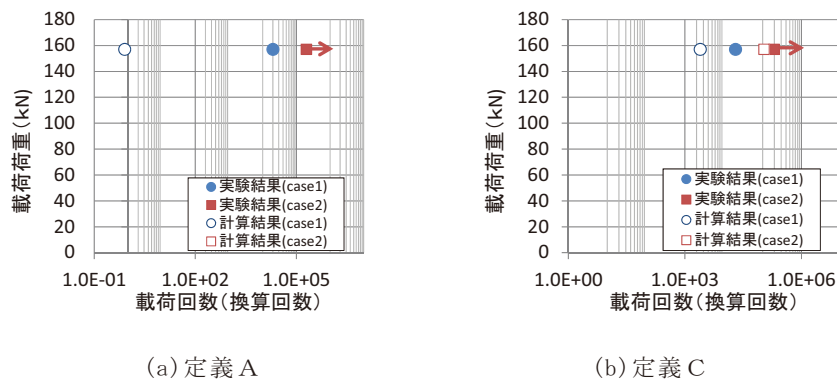 180
160
140
120
100
80
60
40
20
0
載荷荷重(kN)
実験結果(case1)
実験結果(case2)
計算結果(case1)
計算結果(case2)
1.0E-01 1.0E+02 1.0E+05
載荷回数(換算回数)
(a)定義A
180
160
140
120
100
80
60
40
20
0
載荷荷重(kN)
実験結果(case1)
実験結果(case2)
計算結果(case1)
計算結果(case2)
1.0E+00 1.0E+03 1.0E+06
載荷回数(換算回数)
(b)定義C